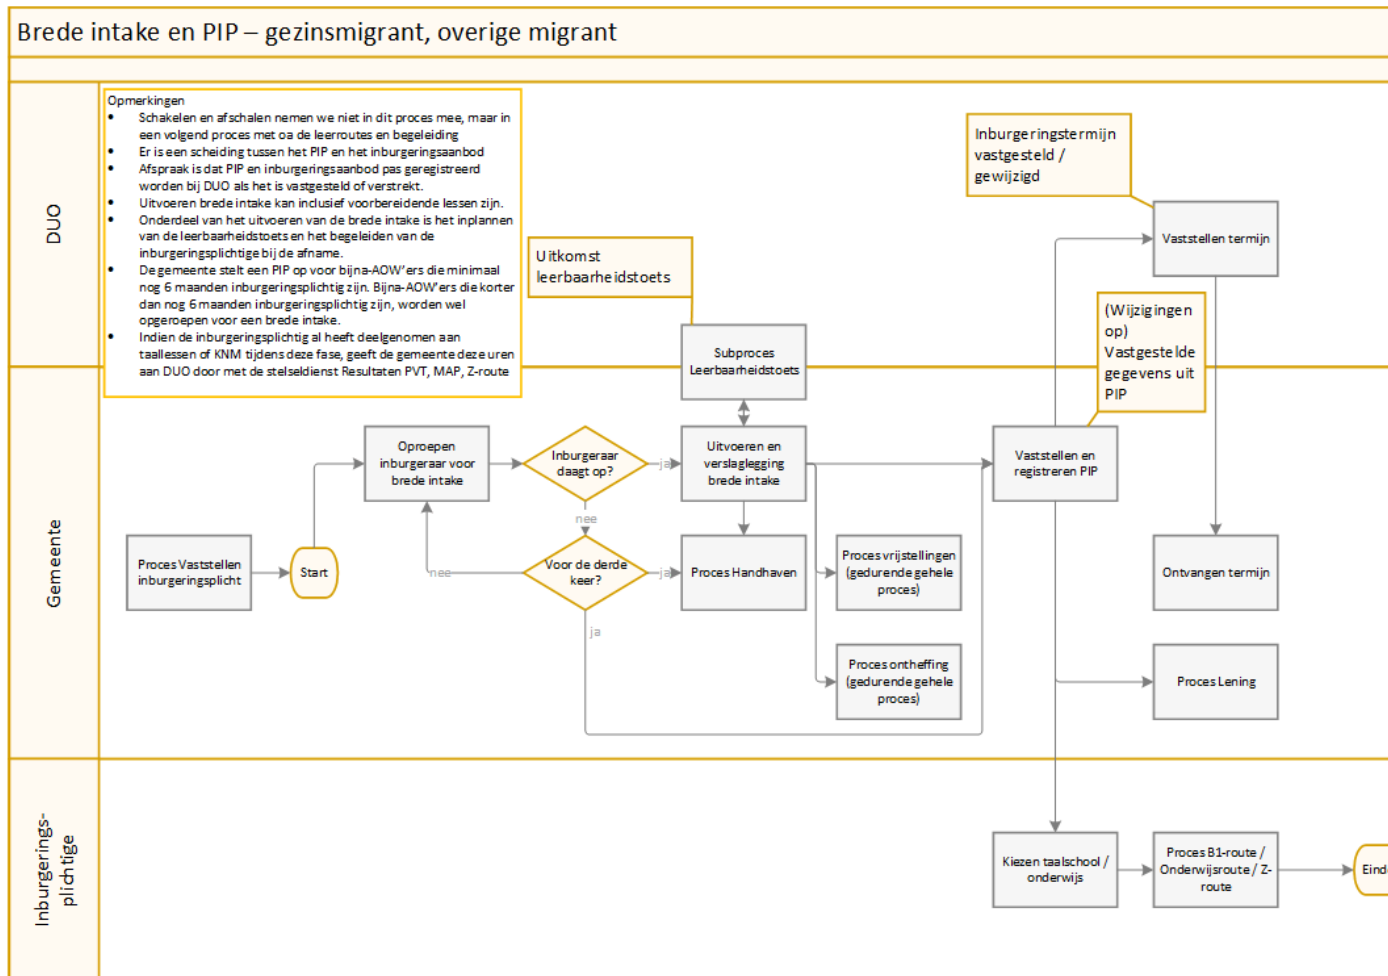 Brede intake en PIP – gezinsmigrant, overige migrant
DUO
Opmerkingen
• Schakelen en afschalen nemen we niet in dit proces mee, maar in
een volgend proces met oa de leerroutes en begeleiding
• Er is een scheiding tussen het PIP en het inburgeringsaanbod
• Afspraak is dat PIP en inburgeringsaanbod pas geregistreerd
worden bij DUO als het is vastgesteld of verstrekt.
• Uitvoeren brede intake kan inclusief voorbereidende lessen zijn.
• Onderdeel van het uitvoeren van de brede intake is het inplannen
van de leerbaarheidstoets en het begeleiden van de
inburgeringsplichtige bij de afname.
• De gemeente stelt een PIP op voor bijna-AOW'ers die minimaal
nog 6 maanden inburgeringsplichtig zijn. Bijna-AOW'ers die korter
dan nog 6 maanden inburgeringsplichtig zijn, worden wel
opgeroepen voor een brede intake.
• Indien de inburgeringsplichtig al heeft deelgenomen aan
taallessen of KNM tijdens deze fase, geeft de gemeente deze uren
aan DUO door met de stelseldienst Resultaten PVT, MAP, Z-route
Uitkomst
leerbaarheidstoets
Inburgeringstermijn
vastgesteld /
gewijzigd
Vaststellen termijn
(Wijzigingen
op)
Vastgestelde
gegevens uit
PIP
Subproces
Leerbaarheidstoets
Gemeente
Proces Vaststellen
inburgeringsplicht
Start
Oproepen
inburgeraar voor
brede intake
Inburgeraar
daagt op?
ja
nee
Uitvoeren en
verslaglegging
brede intake
Vaststellen en
registreren PIP
Voor de derde
keer?
nee
ja
ja
Proces Handhaven
Proces vrijstellingen
(gedurende gehele
proces)
Ontvangen termijn
Proces ontheffing
(gedurende gehele
proces)
Proces Lening
Inburgerings-
plichtige
Kiezen taalschool /
onderwijs
Proces B1-route /
Onderwijsroute / Z-
route
Eind